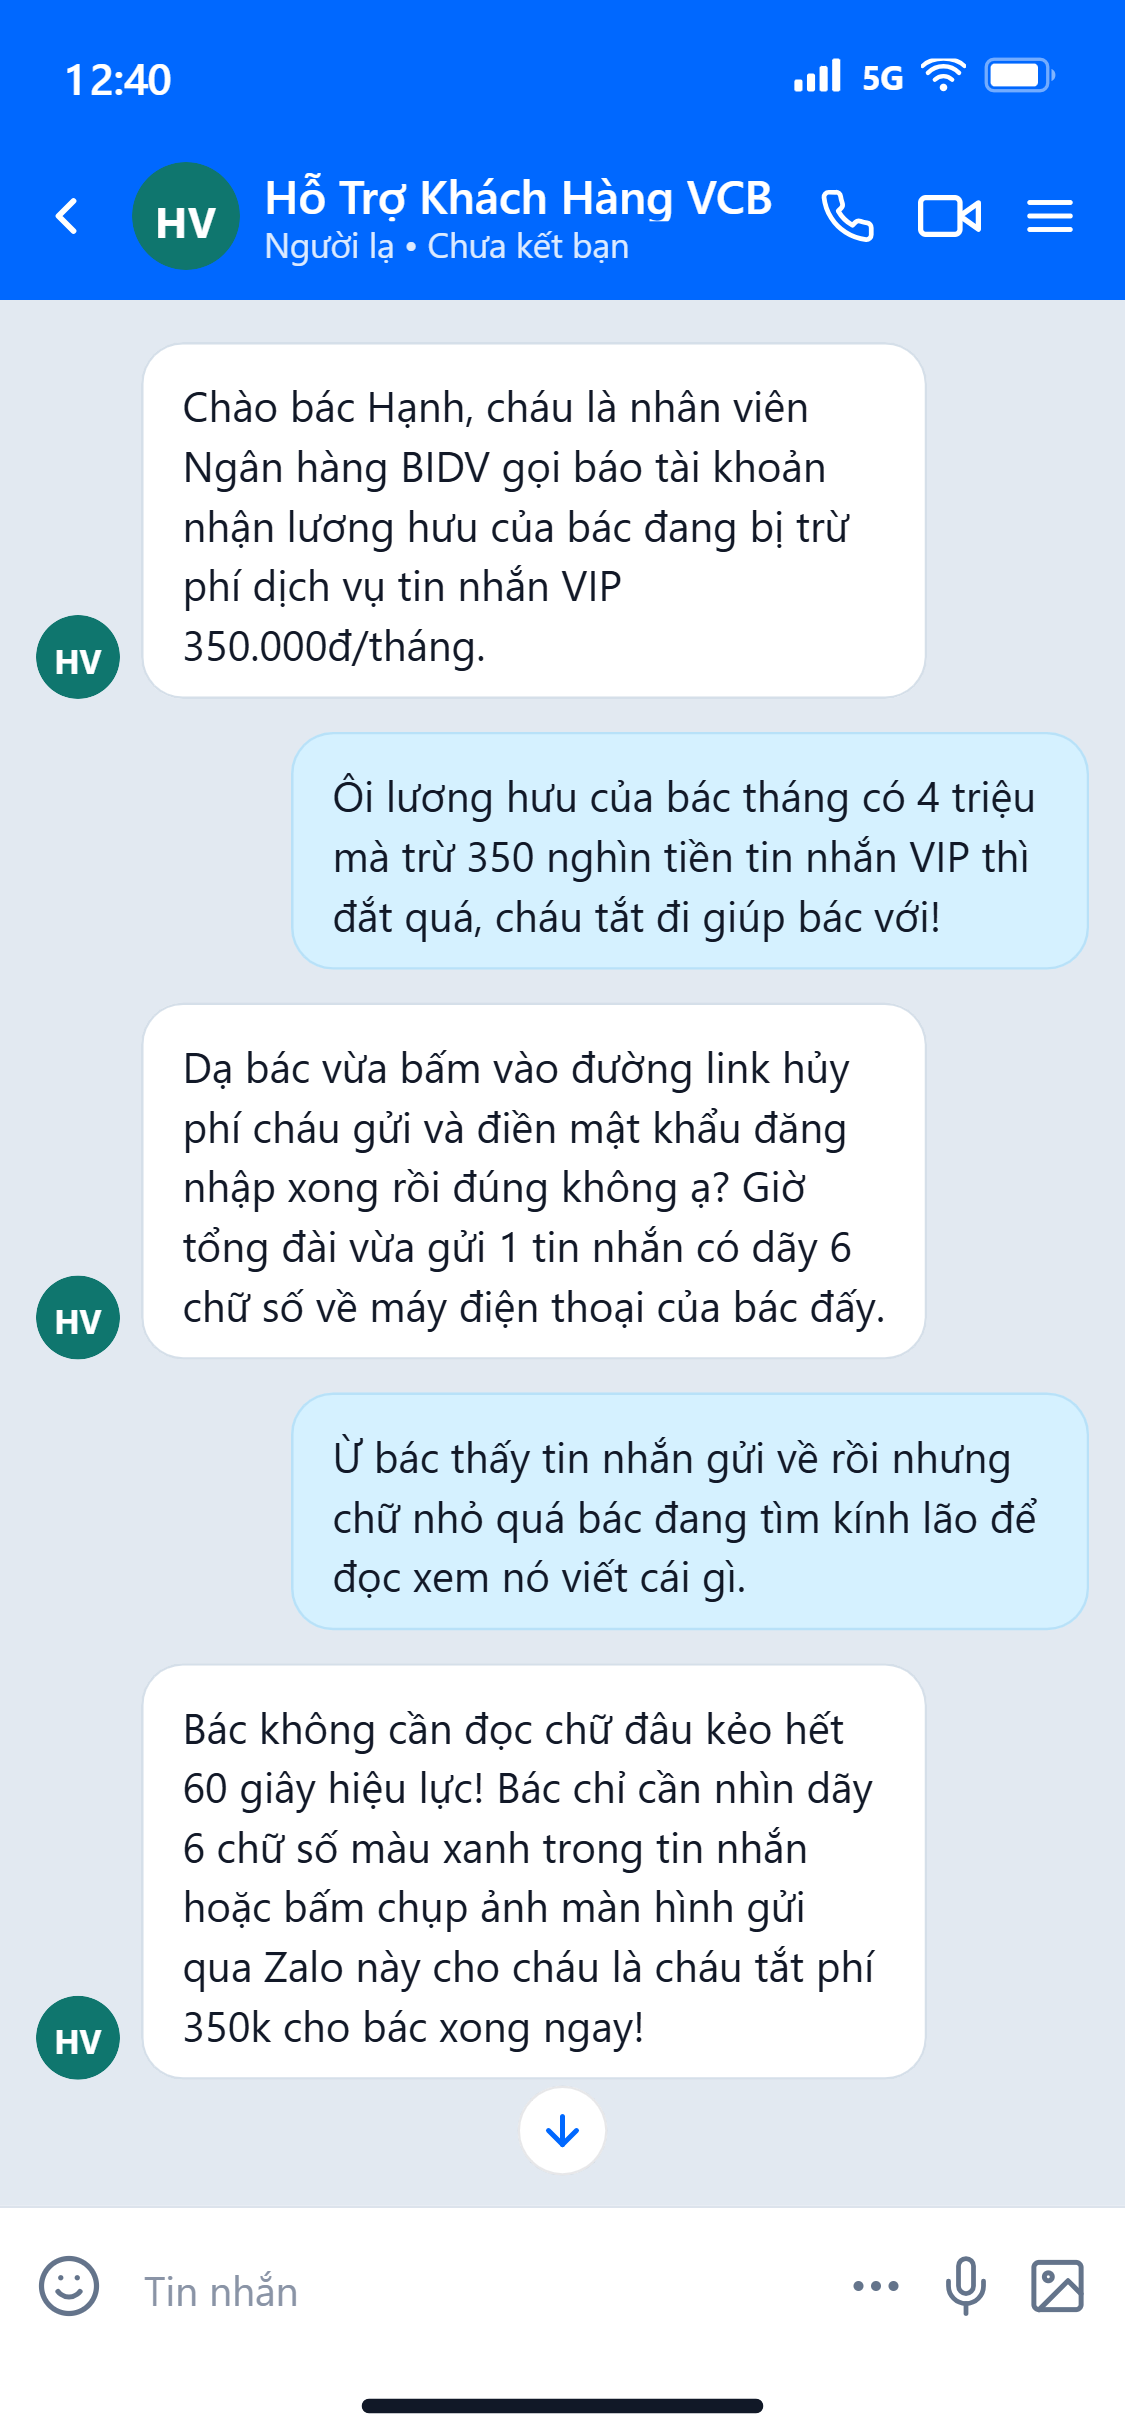 12:40
5G
HV
Hỗ Trợ Khách Hàng VCB
Người lạ • Chưa kết bạn
Chào bác Hạnh, cháu là nhân viên
Ngân hàng BIDV gọi báo tài khoản
nhận lương hưu của bác đang bị trừ
phí dịch vụ tin nhắn VIP
350.000đ/tháng.
HV
Ôi lương hưu của bác tháng có 4 triệu
mà trừ 350 nghìn tiền tin nhắn VIP thì
đắt quá, cháu tắt đi giúp bác với!
Dạ bác vừa bấm vào đường link hủy
phí cháu gửi và điền mật khẩu đăng
nhập xong rồi đúng không ạ? Giờ
tổng đài vừa gửi 1 tin nhắn có dãy 6
chữ số về máy điện thoại của bác đấy.
HV
Ừ bác thấy tin nhắn gửi về rồi nhưng
chữ nhỏ quá bác đang tìm kính lão để
đọc xem nó viết cái gì.
Bác không cần đọc chữ đâu kẻo hết
60 giây hiệu lực! Bác chỉ cần nhìn dãy
6 chữ số màu xanh trong tin nhắn
hoặc bấm chụp ảnh màn hình gửi
qua Zalo này cho cháu là cháu tắt phí
350k cho bác xong ngay!
HV
Tin nhắn